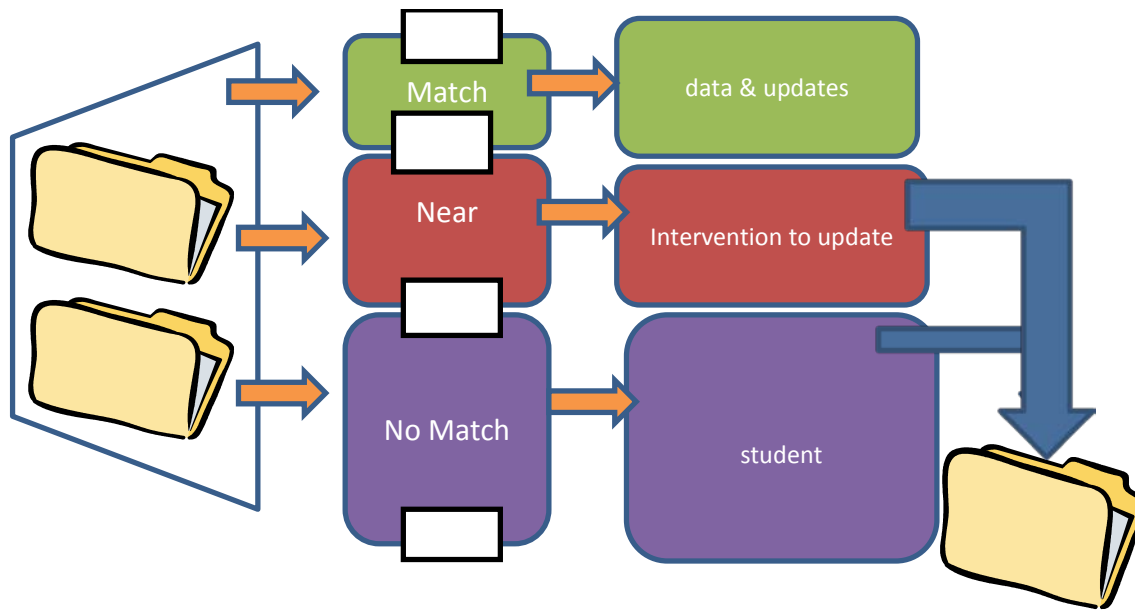 Match
data & updates
Near
Intervention to update
No Match
student